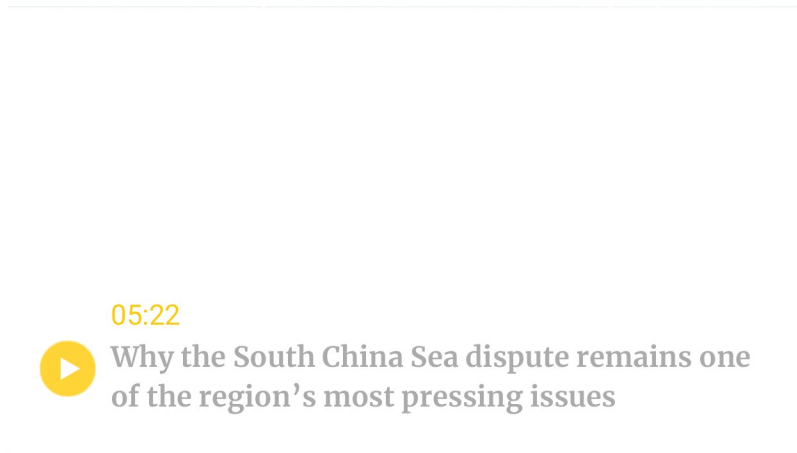 05:22
Why the South China Sea dispute remains one
of the region’s most pressing issues